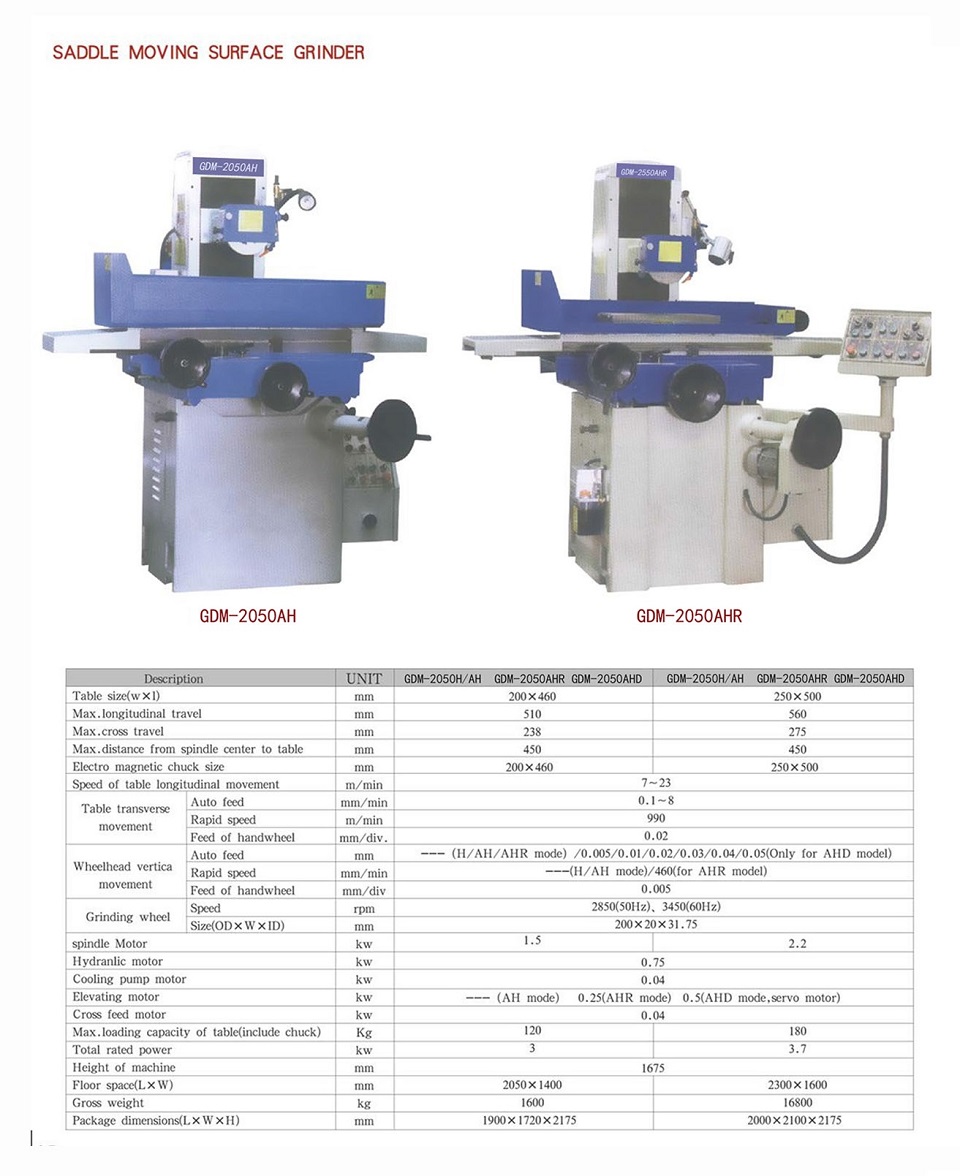 SADDLE MOVING SURFACE GRINDER
GDM-2050AH
GDM-2550AHR
GDM-2050AH
GDM-2050AHR
Description UNIT GDM-2050H/AH GDM-2050AHR GDM-2050AHD GDM-2050H/AH GDM-2050AHR GDM-2050AHD
Table size(w×l) mm 200×460 250×500
Max.longitudinal travel mm 510 560
Max.cross travel mm 238 275
Max.distance from spindle center to table mm 450 450
Electro magnetic chuck size mm 200×460 250×500
Speed of table longitudinal movement m/min 7~23
Table transverse movement Auto feed mm/min 0.1~8
Rapid speed m/min 990
Feed of handwheel mm/div. 0.02
Wheelhead vertica movement Auto feed mm --- (H/AH/AHR mode) /0.005/0.01/0.02/0.03/0.04/0.05(Only for AHD model)
Rapid speed mm/min ---(H/AH mode)/460(for AHR model)
Feed of handwheel mm/div 0.005
Grinding wheel Speed rpm 2850(50Hz)、3450(60Hz)
Size(OD×W×ID) mm 200×20×31.75
spindle Motor kw 1.5 2.2
Hydranlic motor kw 0.75
Cooling pump motor kw 0.04
Elevating motor kw --- (AH mode) 0.25(AHR mode) 0.5(AHD mode,servo motor)
Cross feed motor kw 0.04
Max.loading capacity of table(include chuck) Kg 120 180
Total rated power kw 3 3.7
Height of machine mm 1675
Floor space(L×W) mm 2050×1400 2300×1600
Gross weight kg 1600 16800
Package dimensions(L×W×H) mm 1900×1720×2175 2000×2100×2175